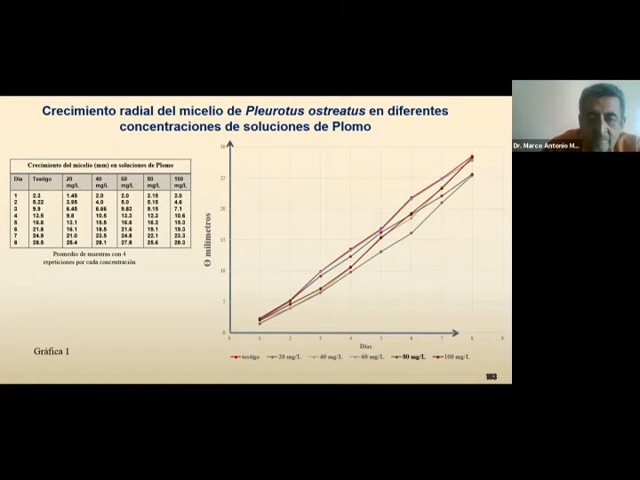 Crecimiento radial del micelio de Pleurotus ostreatus en diferentes
concentraciones de soluciones de Plomo
Dr. Marco Antonio M...
Crecimiento del micelio (mm) en soluciones de Plomo
Día Testigo 20 mg/L 40 mg/L 60 mg/L 80 mg/L 100 mg/L
1 2.3 1.45 2.0 2.0 2.15 2.0
2 5.22 3.95 4.0 5.0 5.15 4.6
3 9.9 6.45 6.66 9.83 9.15 7.1
4 13.5 9.8 10.5 13.3 12.3 10.6
5 16.8 13.1 15.5 16.6 16.2 15.3
6 21.8 16.1 18.5 21.6 19.1 19.3
7 24.9 21.0 23.5 24.8 22.1 23.3
8 28.5 25.4 28.1 27.9 25.6 28.3
Promedio de muestras con 4
repeticiones por cada concentración
O milímetros
Días
testigo 20 mg/L 40 mg/L 60 mg/L 80 mg/L 100 mg/L
Gráfica 1